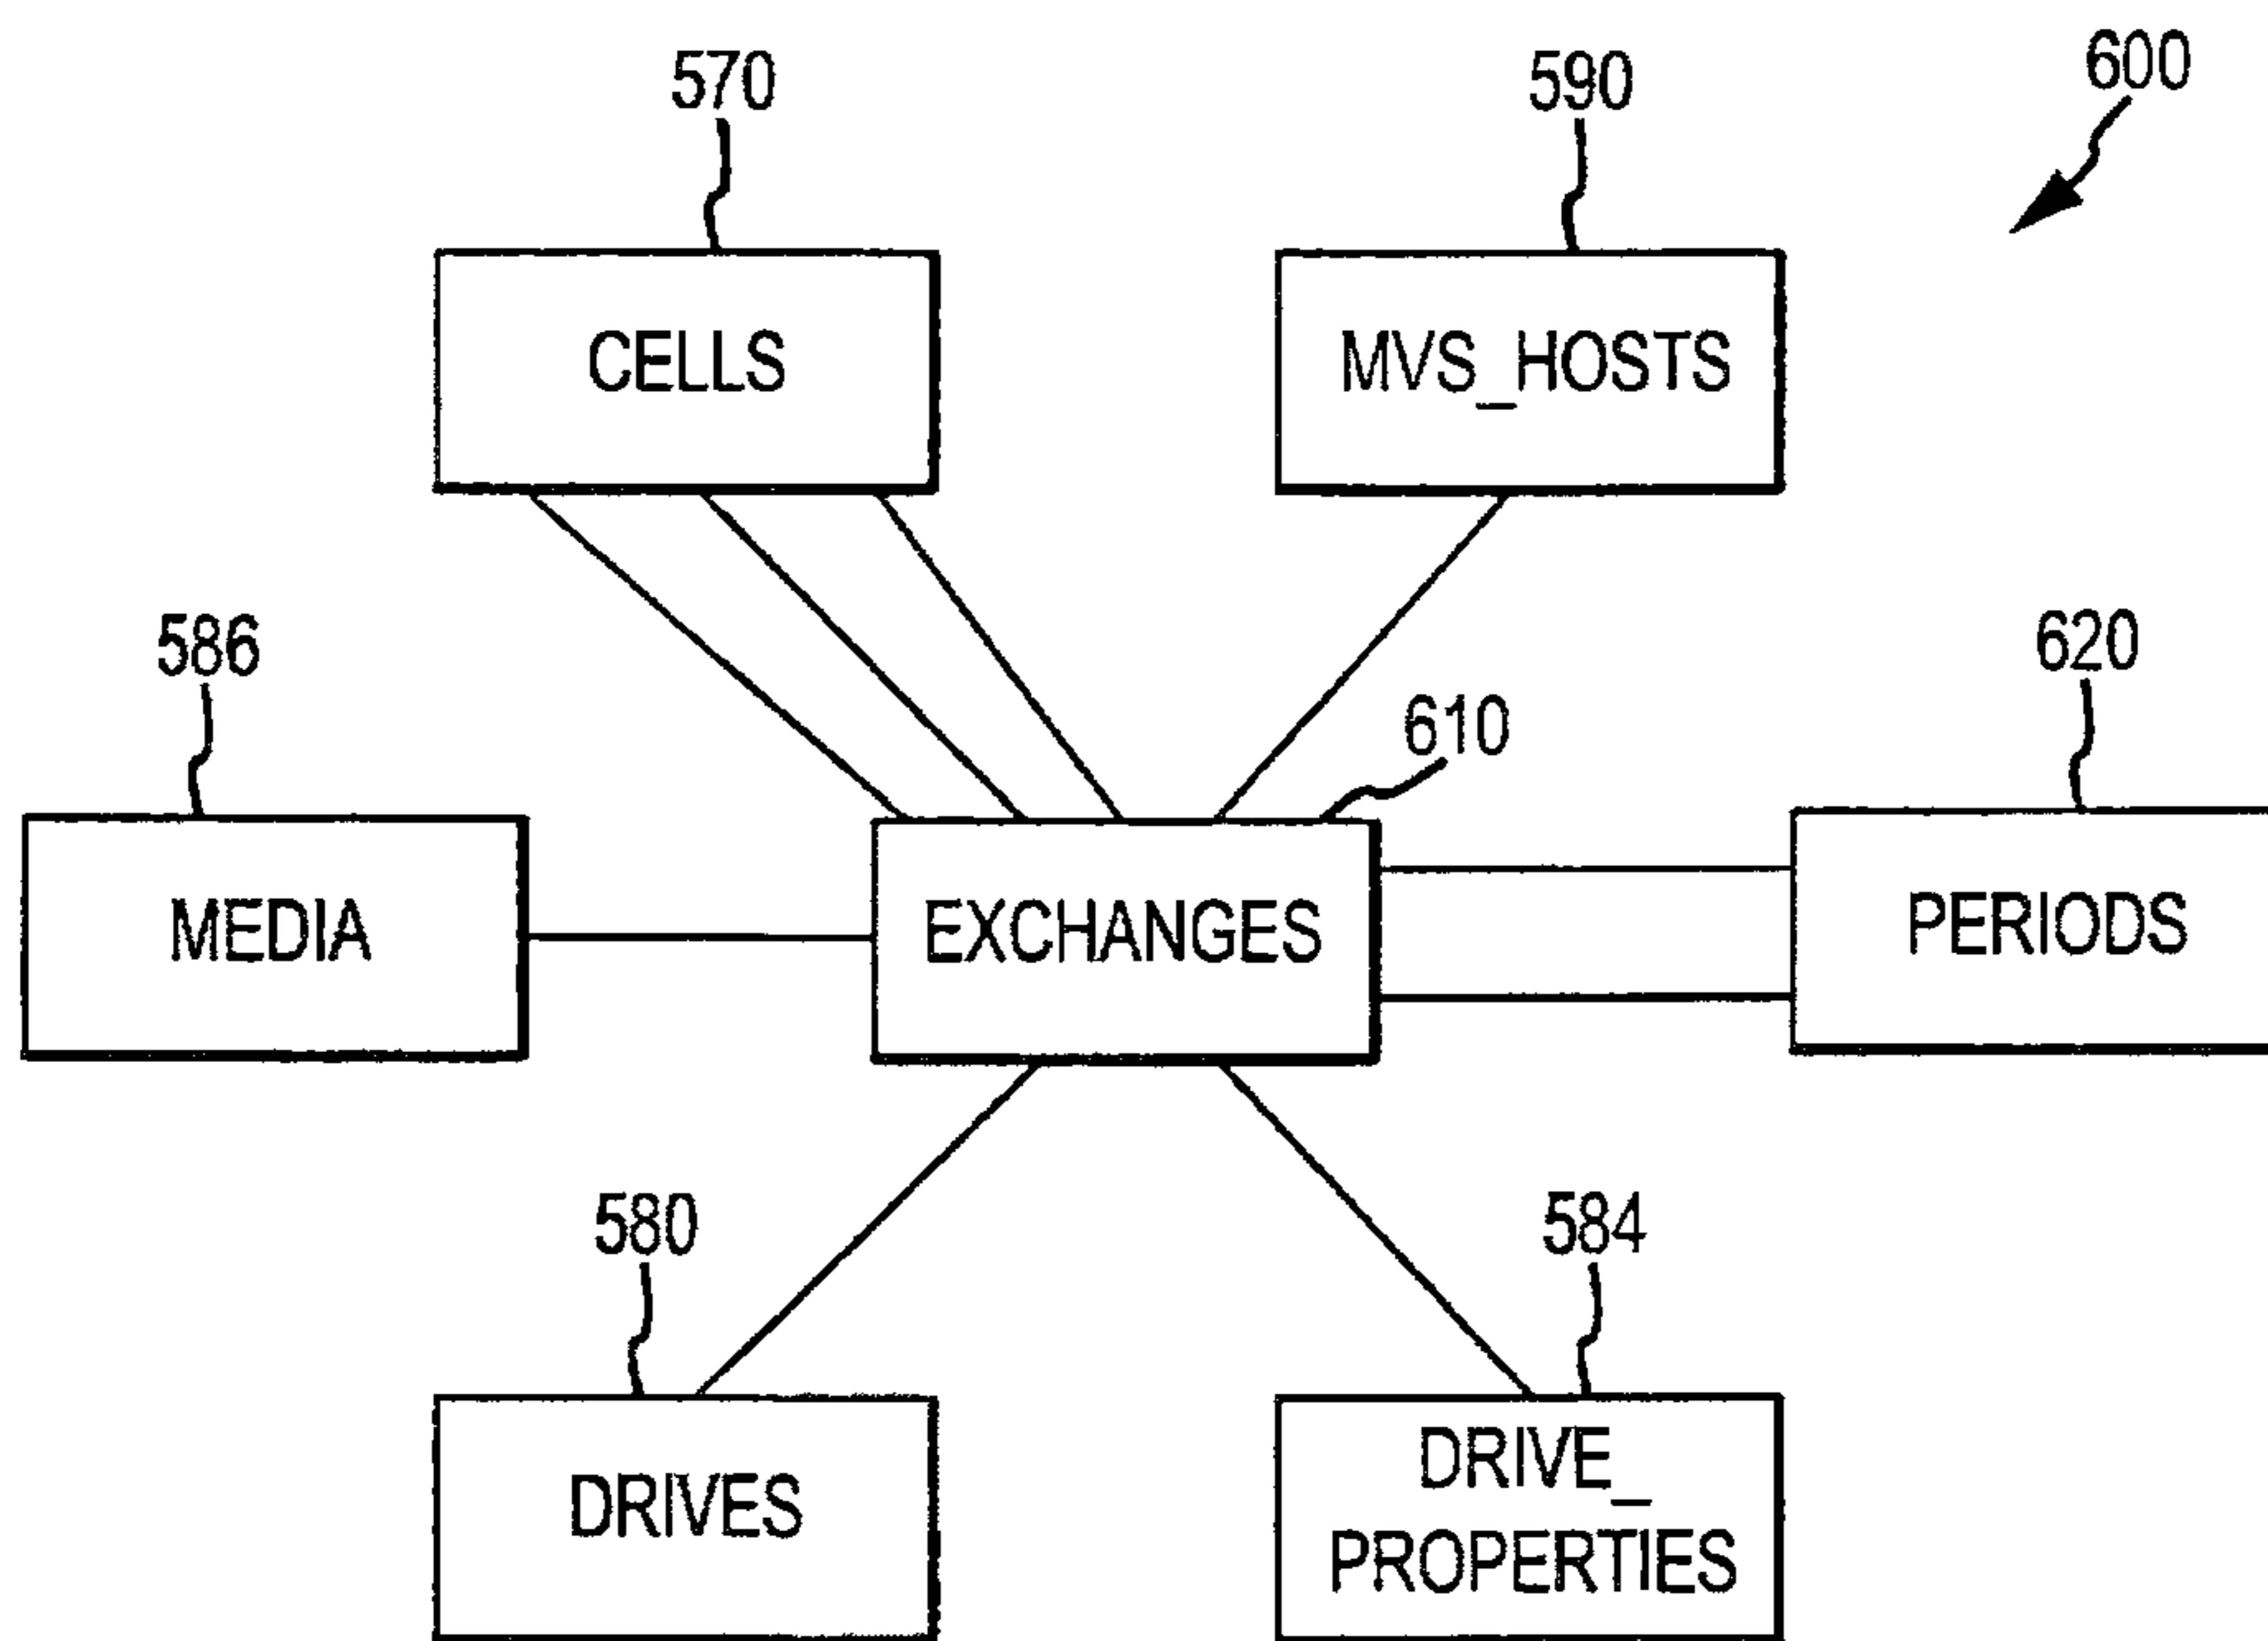 570
590
600
CELLS
MVS_HOSTS
586
620
610
MEDIA
EXCHANGES
PERIODS
580
584
DRIVES
DRIVE_
PROPERTIES